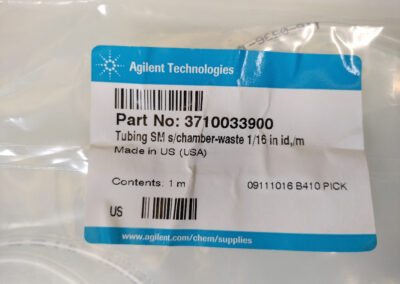 Agilent Technologies
Part No: 3710033900
Tubing SM s/chamber-waste 1/16 in id,/m
Made in US (USA)
Contents: 1 m
09111016 B410 PICK
US
www.agilent.com/chem/supplies